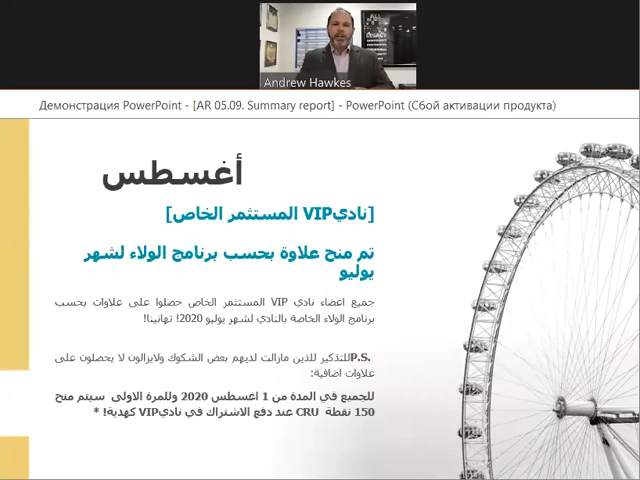 LEGACY
Andrew Hawkes
Демонстрация PowerPoint - [AR 05.09. Summary report] - PowerPoint (Сбой активации продукта)
أغسطس
[ناديVIP المستثمر الخاص]
تم منح علاوة بحسب برنامج الولاء لشهر
يوليو
جميع اعضاء نادي VIP المستثمر الخاص حصلوا على علاوات بحسب
برنامج الولاء الخاصة بالنادي لشهر يوليو 2020! تهانينا!
.P.Sللتذكير للذين مازالت لديهم بعض الشكوك ولايزالون لا يحصلون على
علاوات اضافية:
للجميع في المدة من 1 اغسطس 2020 وللمرة الاولى سيتم منح
150 نقطة CRU عند دفع الاشتراك في ناديVIP كهدية! *